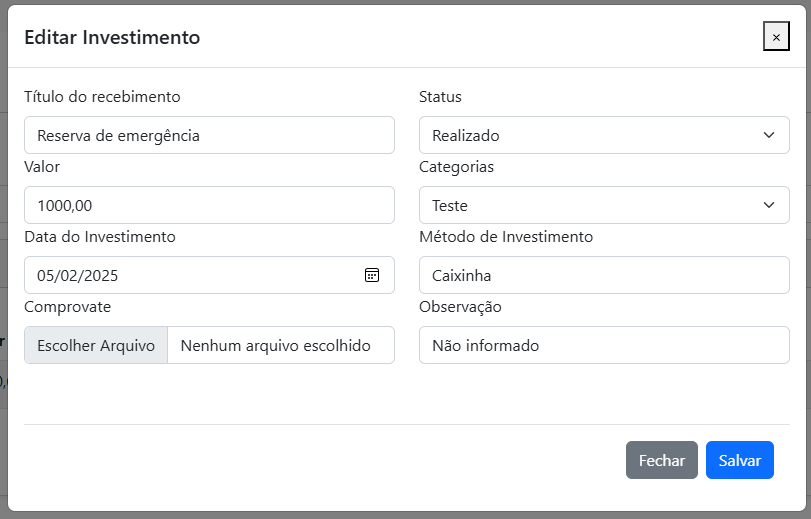 Editar Investimento
×
Título do recebimento
Status
Reserva de emergência
Realizado
Valor
Categorias
1000,00
Teste
Data do Investimento
Método de Investimento
05/02/2025
Caixinha
Comprovate
Observação
Escolher Arquivo Nenhum arquivo escolhido
Não informado
Fechar Salvar